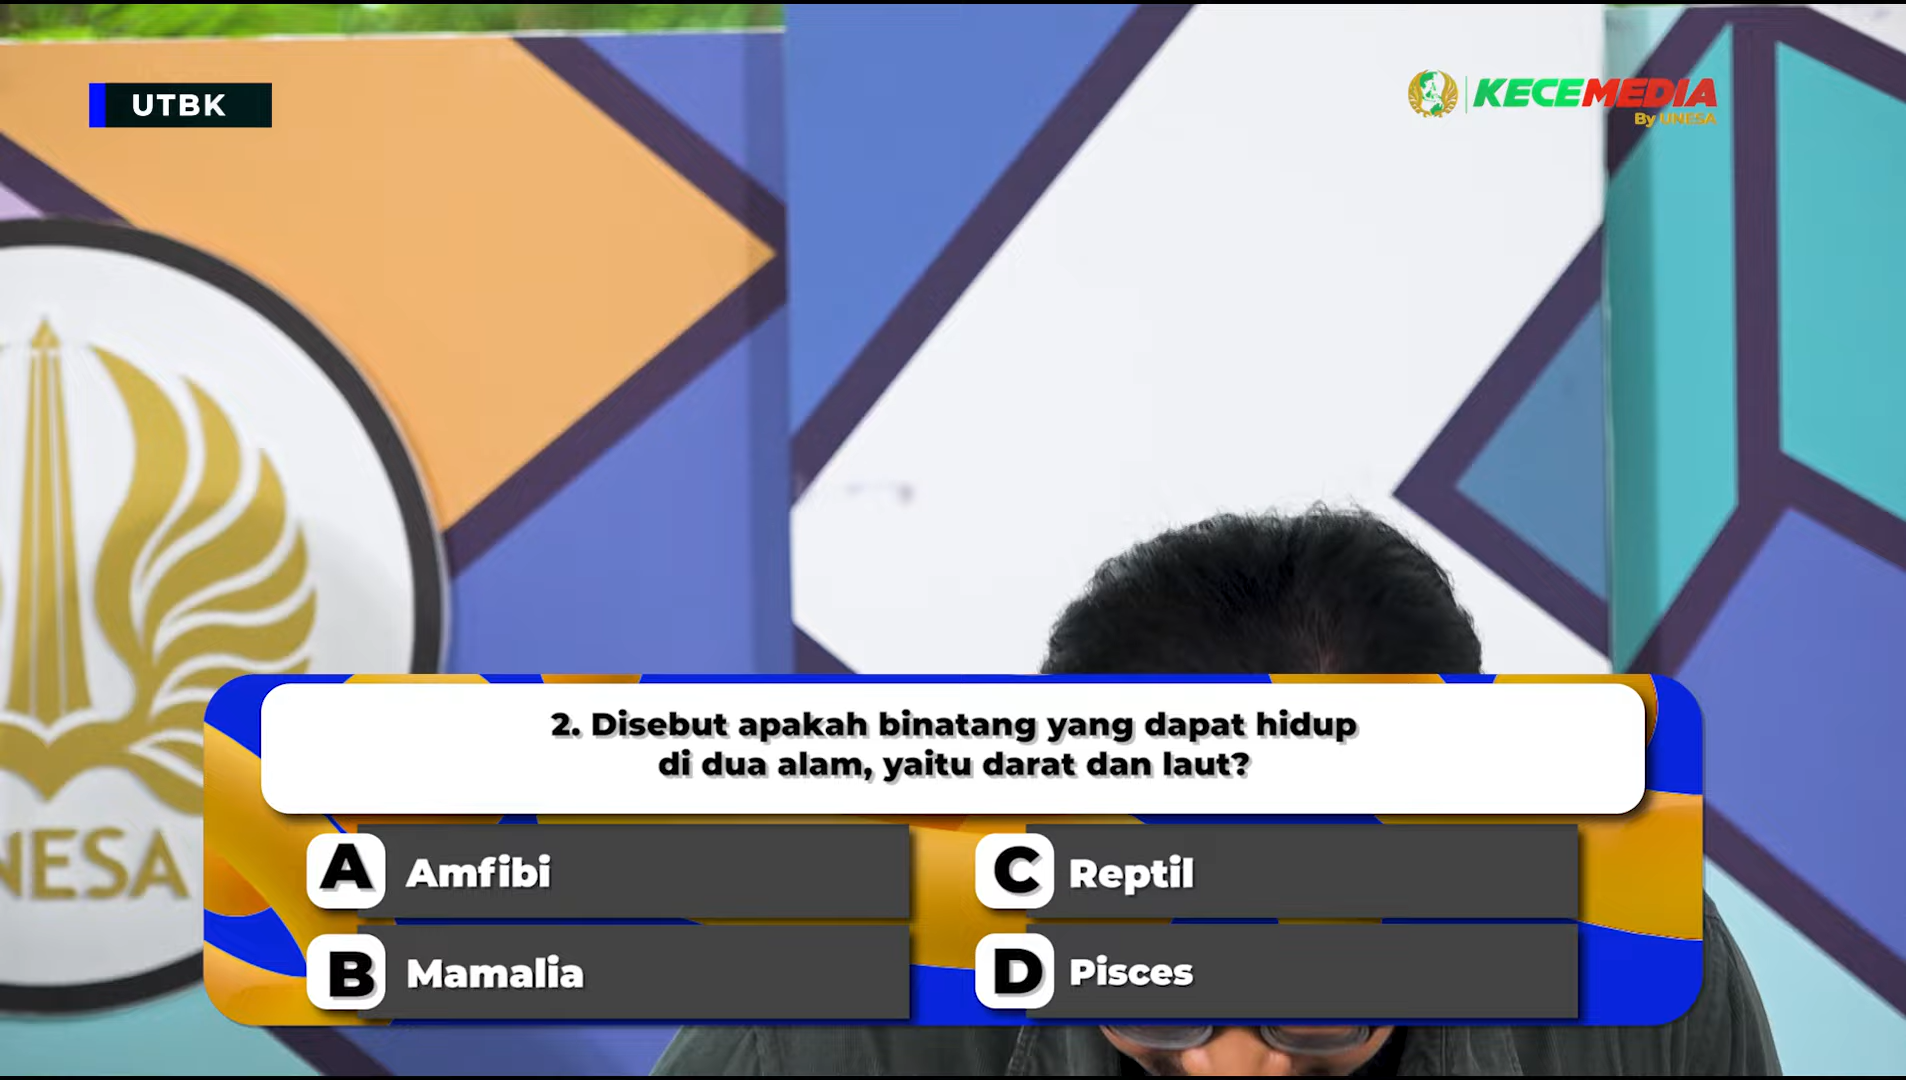 UTBK
KECEMEDIA
By UNESA
NESA
2. Disebut apakah binatang yang dapat hidup
di dua alam, yaitu darat dan laut?
A Amfibi
C Reptil
B Mamalia
D Pisces